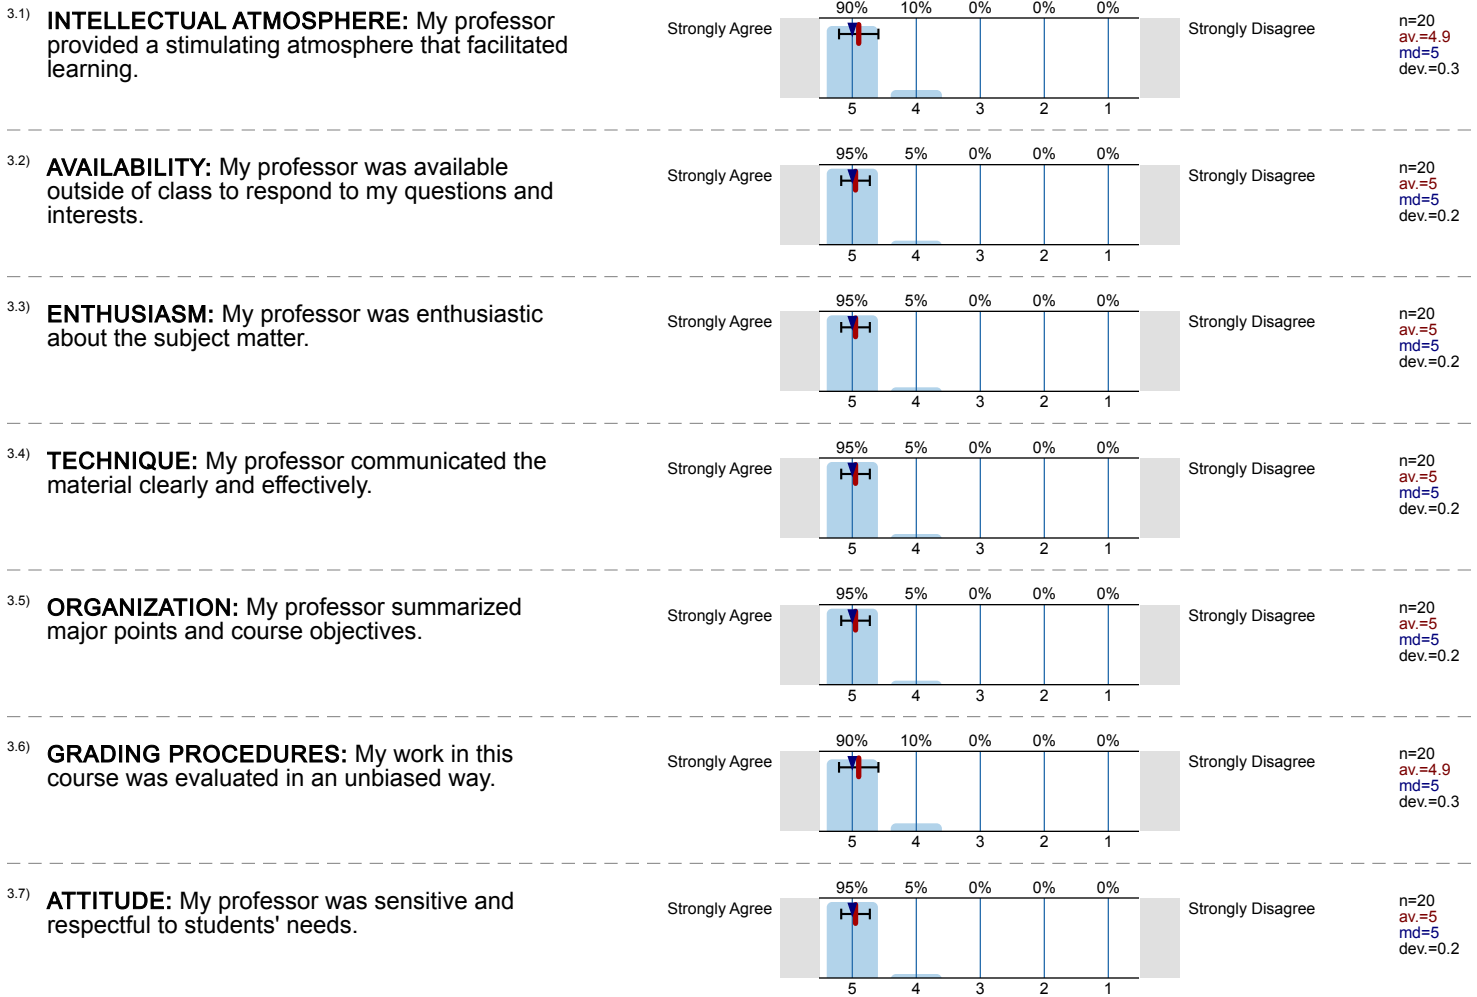 3.1) INTELLECTUAL ATMOSPHERE: My professor
provided a stimulating atmosphere that facilitated
learning.
Strongly Agree
90% 10% 0% 0% 0%
5 4 3 2 1
Strongly Disagree
n=20
av.=4.9
md=5
dev.=0.3
3.2) AVAILABILITY: My professor was available
outside of class to respond to my questions and
interests.
Strongly Agree
95% 5% 0% 0% 0%
5 4 3 2 1
Strongly Disagree
n=20
av.=5
md=5
dev.=0.2
3.3) ENTHUSIASM: My professor was enthusiastic
about the subject matter.
Strongly Agree
95% 5% 0% 0% 0%
5 4 3 2 1
Strongly Disagree
n=20
av.=5
md=5
dev.=0.2
3.4) TECHNIQUE: My professor communicated the
material clearly and effectively.
Strongly Agree
95% 5% 0% 0% 0%
5 4 3 2 1
Strongly Disagree
n=20
av.=5
md=5
dev.=0.2
3.5) ORGANIZATION: My professor summarized
major points and course objectives.
Strongly Agree
95% 5% 0% 0% 0%
5 4 3 2 1
Strongly Disagree
n=20
av.=5
md=5
dev.=0.2
3.6) GRADING PROCEDURES: My work in this
course was evaluated in an unbiased way.
Strongly Agree
90% 10% 0% 0% 0%
5 4 3 2 1
Strongly Disagree
n=20
av.=4.9
md=5
dev.=0.3
3.7) ATTITUDE: My professor was sensitive and
respectful to students' needs.
Strongly Agree
95% 5% 0% 0% 0%
5 4 3 2 1
Strongly Disagree
n=20
av.=5
md=5
dev.=0.2